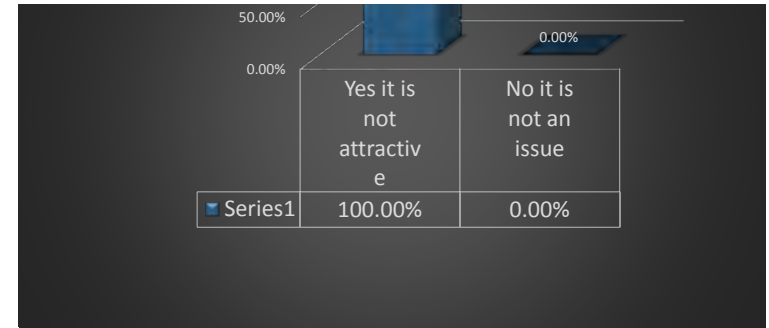 50.00%
0.00%
0.00%
Yes it is
not
attractiv
e
No it is
not an
issue
Series1 100.00% 0.00%